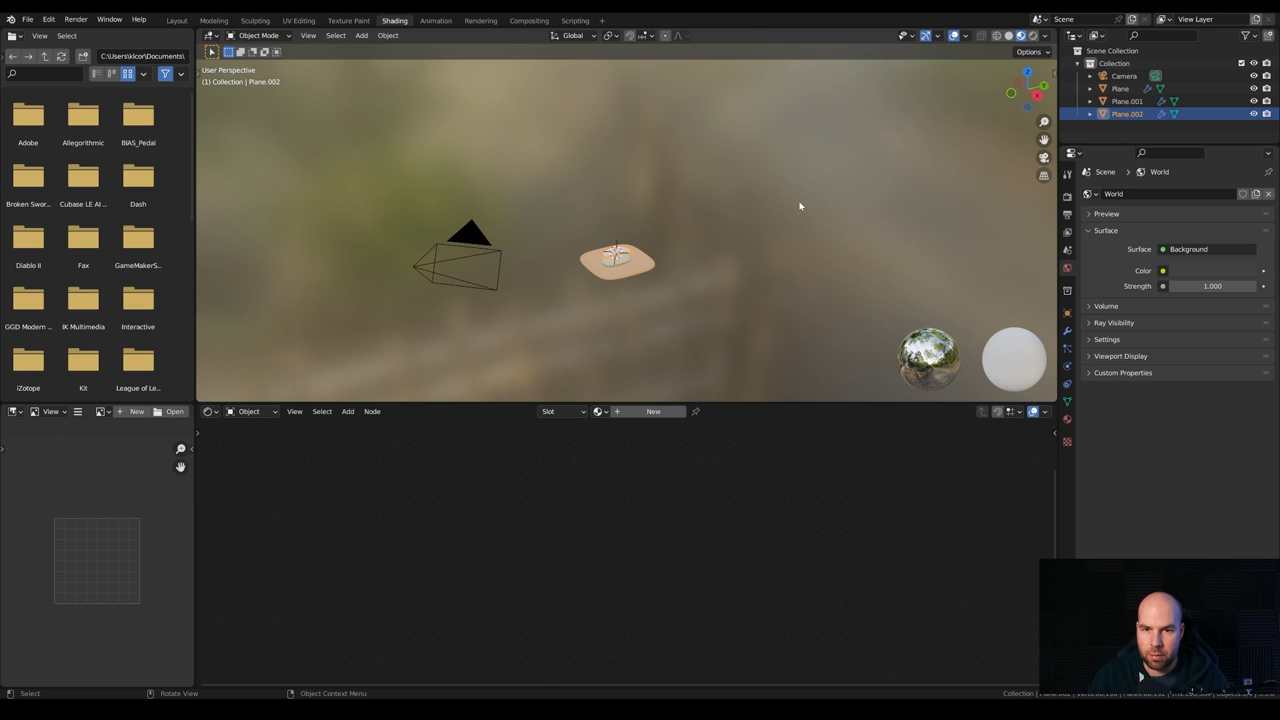 File Edit Render Window Help Layout Modeling Sculpting UV Editing Texture Paint Shading Animation Rendering Compositing Scripting + Scene View Layer
View Select C:\Users\klcor\Documents\
Object Mode View Select Add Object Global
Options
User Perspective
(1) Collection | Plane.002
Adobe Allegorithmic BIAS_Pedal
Broken Swor... Cubase LE AI ... Dash
Diablo II Fax GameMakerS...
GGD Modern ... IK Multimedia Interactive
iZotope Kit League of Le...
Z
Y
X
Scene Collection
Collection
Camera
Plane
Plane.001
Plane.002
Scene World
World
Preview
Surface
Surface Background
Color
Strength 1.000
Volume
Ray Visibility
Settings
Viewport Display
Custom Properties
View New Open
Object View Select Add Node Slot New
Select Rotate View Object Context Menu